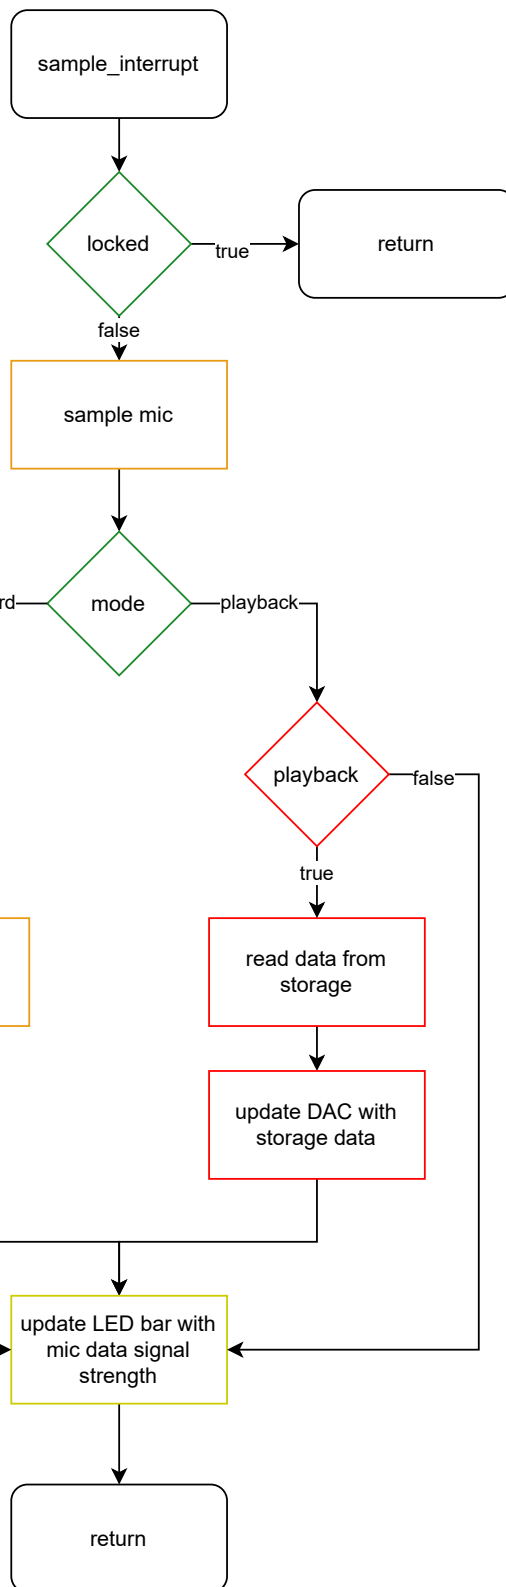 sample_interrupt
locked
true
return
false
sample mic
rd
mode
playback
playback
false
true
read data from
storage
update DAC with
storage data
update LED bar with
mic data signal
strength
return